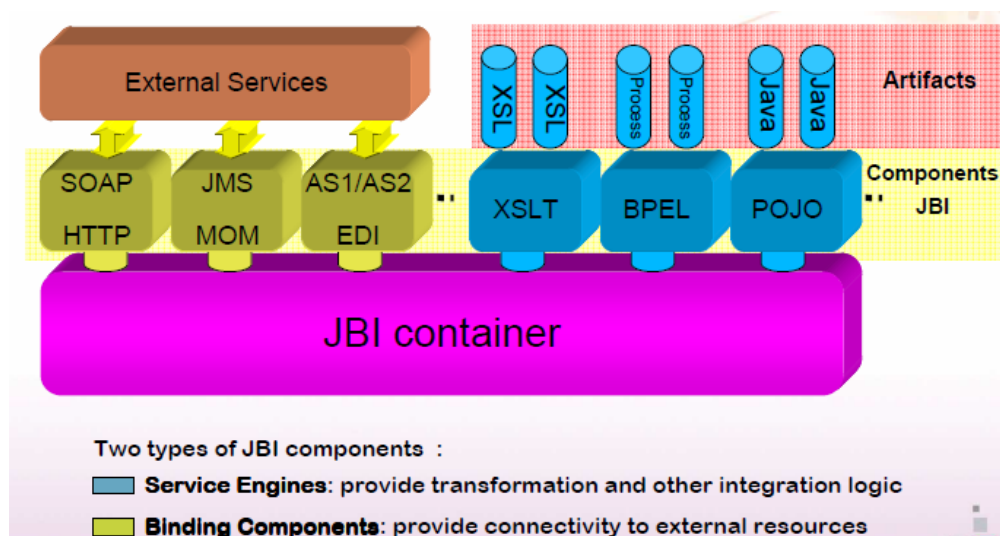 External Services
XSL
XSL
Process
Process
Java
Java
Artifacts
SOAP
HTTP
JMS
MOM
AS1/AS2
EDI
..
XSLT
BPEL
POJO
..
Components
JBI
JBI container
Two types of JBI components :
Service Engines: provide transformation and other integration logic
Binding Components: provide connectivity to external resources